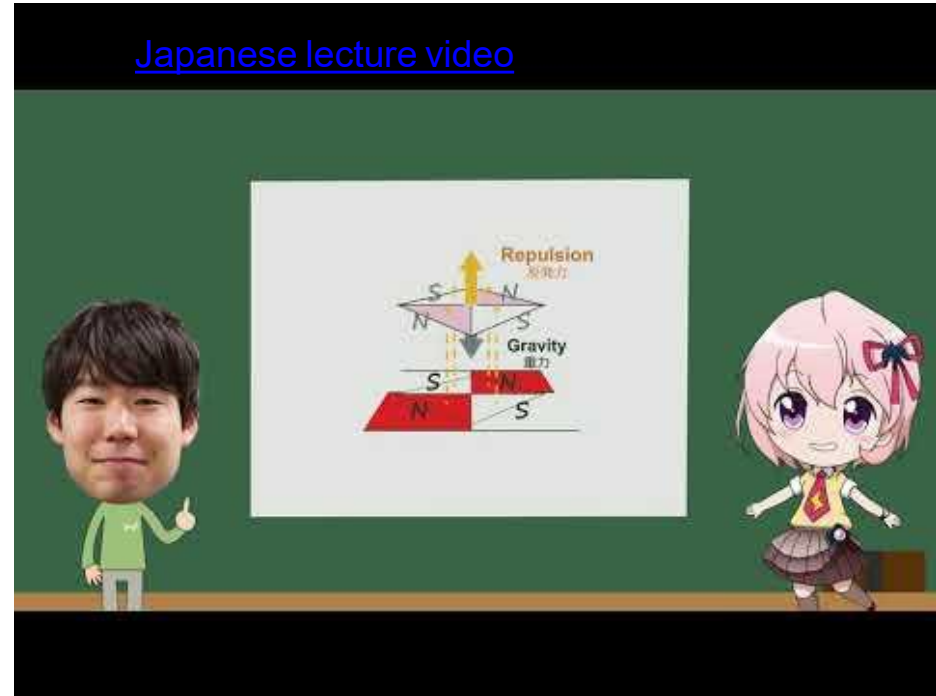 Japanese lecture video
Repulsion
反発力
S N
N S
Gravity
重力
S N
N S